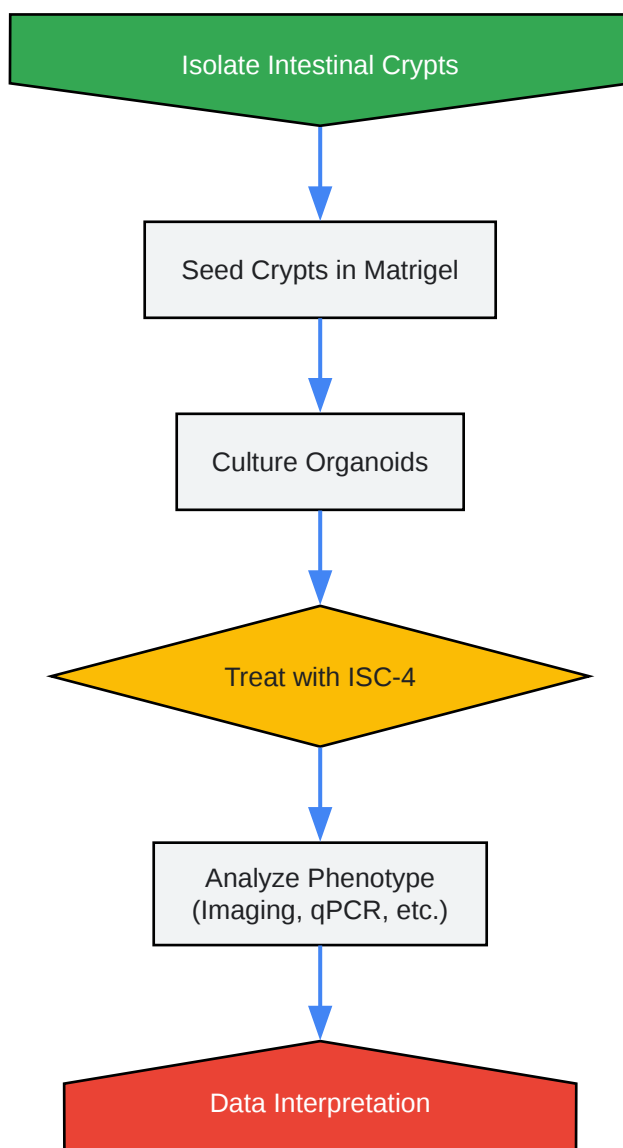 Isolate Intestinal Crypts
Seed Crypts in Matrigel
Culture Organoids
Treat with ISC-4
Analyze Phenotype
(Imaging, qPCR, etc.)
Data Interpretation